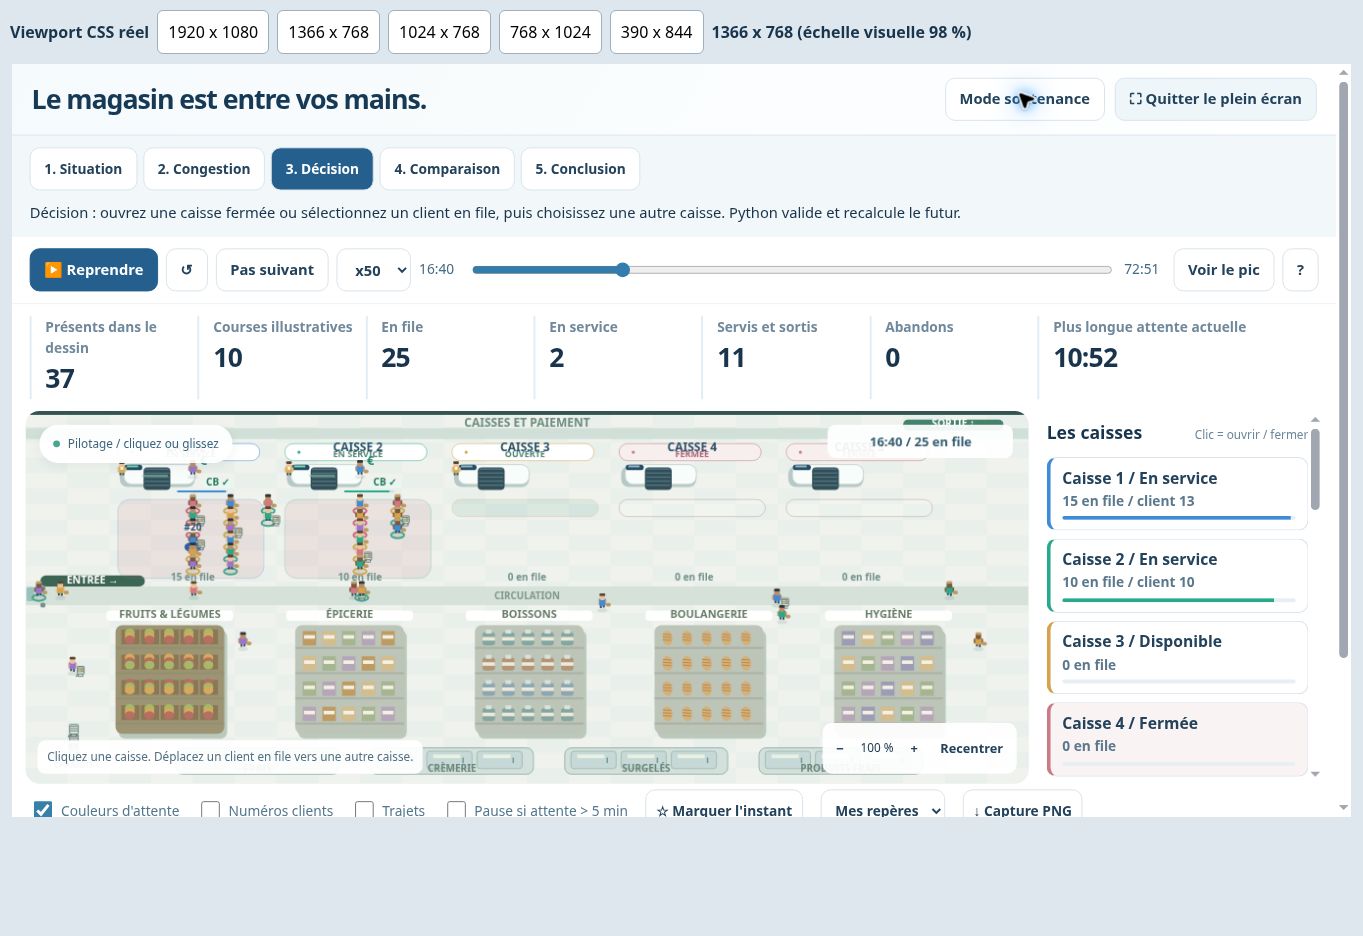 Viewport CSS réel 1920 x 1080 1366 x 768 1024 x 768 768 x 1024 390 x 844 1366 x 768 (échelle visuelle 98 %)
Le magasin est entre vos mains.
Mode soutenance
Quitter le plein écran
1. Situation 2. Congestion 3. Décision 4. Comparaison 5. Conclusion
Décision : ouvrez une caisse fermée ou sélectionnez un client en file, puis choisissez une autre caisse. Python valide et recalcule le futur.
Reprendre ↺ Pas suivant x50 16:40 72:51 Voir le pic ?
Présents dans le dessin
37
Courses illustratives
10
En file
25
En service
2
Servis et sortis
11
Abandons
0
Plus longue attente actuelle
10:52
CAISSES ET PAIEMENT
SORTIE
Pilotage / cliquez ou glissez
16:40 / 25 en file
CAISSE 2
EN SERVICE
CAISSE 3
OUVERTE
CAISSE 4
FERMÉE
€
€
CB ✓
CB ✓
#20
ENTRÉE →
15 en file
10 en file
0 en file
0 en file
0 en file
CIRCULATION
FRUITS & LÉGUMES
ÉPICERIE
BOISSONS
BOULANGERIE
HYGIÈNE
Cliquez une caisse. Déplacez un client en file vers une autre caisse.
− 100 % + Recentrer
CRÈMERIE
SURGELÉS
Les caisses
Clic = ouvrir / fermer
Caisse 1 / En service
15 en file / client 13
Caisse 2 / En service
10 en file / client 10
Caisse 3 / Disponible
0 en file
Caisse 4 / Fermée
0 en file
Couleurs d'attente Numéros clients Trajets Pause si attente > 5 min ☆ Marquer l'instant Mes repères ↓ Capture PNG